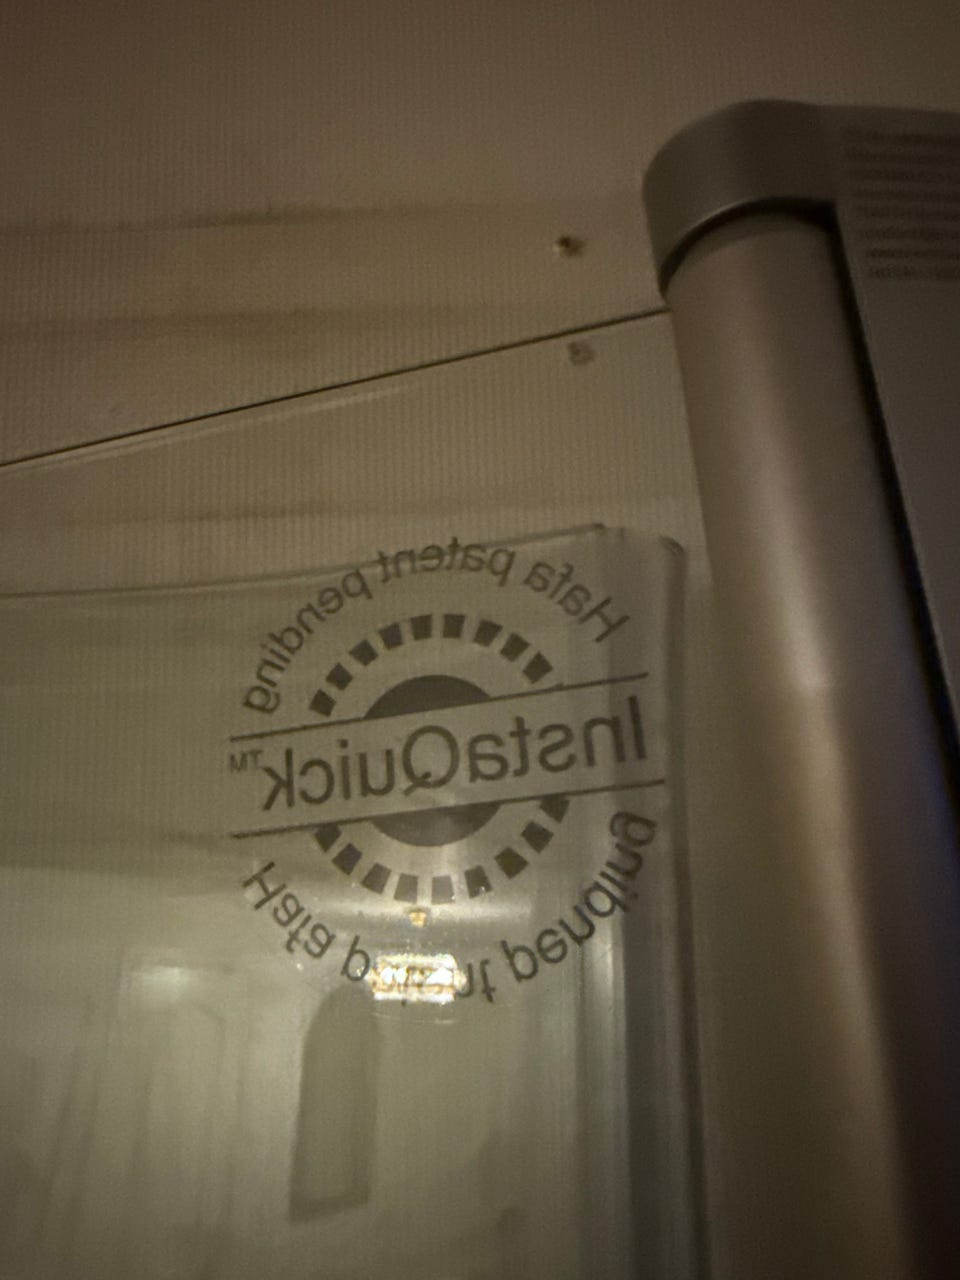 Hafa patent pending
InstaQuick™
Hafa patent pending